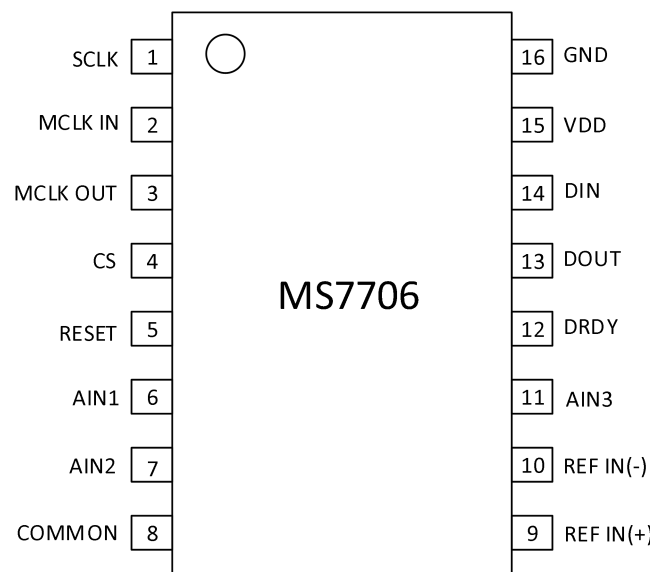 SCLK 1 16 GND
MCLK IN 2 15 VDD
MCLK OUT 3 14 DIN
CS 4 13 DOUT
MS7706
RESET 5 12 DRDY
AIN1 6 11 AIN3
AIN2 7 10 REF IN(-)
COMMON 8 9 REF IN(+)